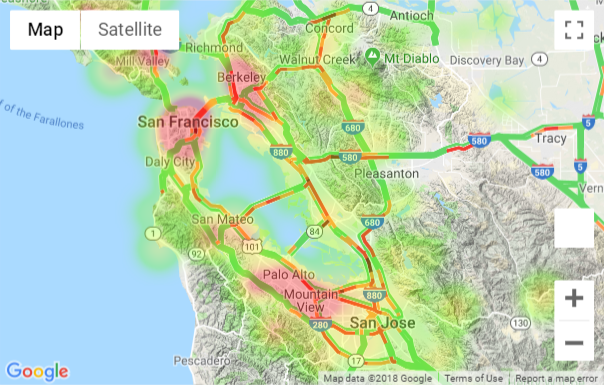 Map
Satellite
Antioch
4
Richmond
Concord
Mill Valley
Walnut Creek
Mt Diablo
Discovery Bay
4
Berkeley
of the Farallones
San Francisco
680
5
Tracy
580
Daly City
880
580
Pleasanton
580
5
Vern
San Mateo
680
1
84
101
92
Palo Alto
Mountain
View
880
280
San Jose
130
Pescadero
17
Google
Map data ©2018 Google
Terms of Use
Report a map error